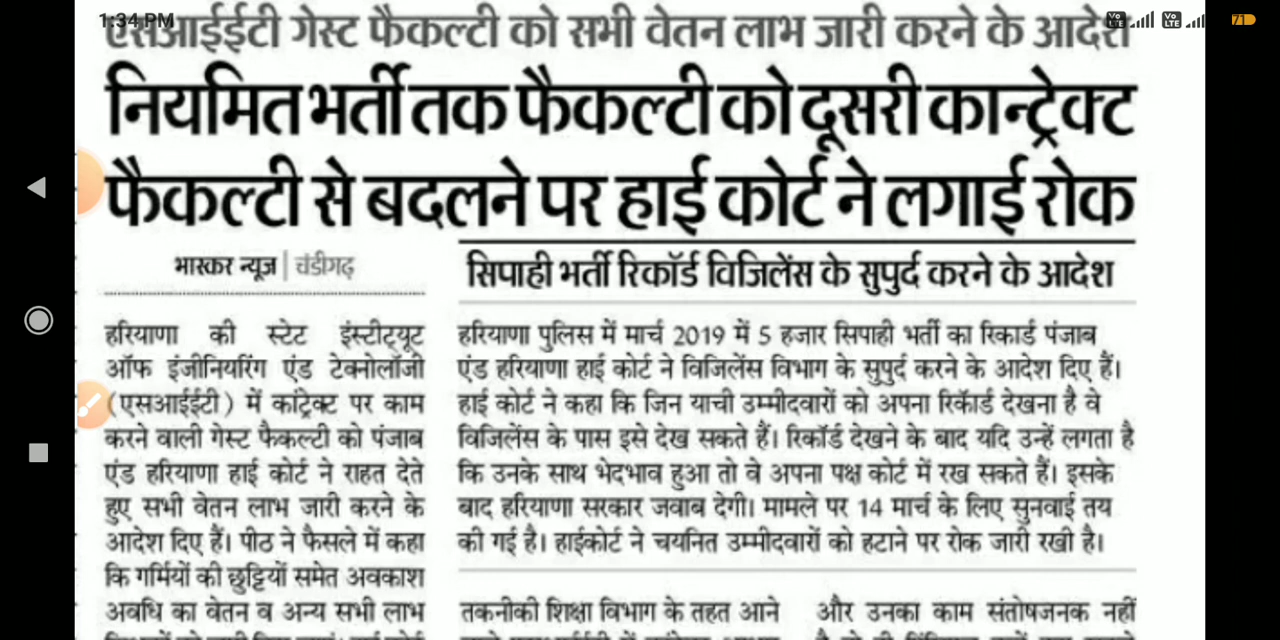 1:34 PM
71
एसआईईटी गेस्ट फैकल्टी को सभी वेतन लाभ जारी करने के आदेश
नियमित भर्ती तक फैकल्टी को दूसरी कान्ट्रेक्ट
फैकल्टी से बदलने पर हाई कोर्ट ने लगाई रोक
भास्कर न्यूज | चंडीगढ़
हरियाणा की स्टेट इंस्टीट्यूट
ऑफ इंजीनियरिंग एंड टेक्नोलॉजी
(एसआईईटी) में कांट्रेक्ट पर काम
करने वाली गेस्ट फैकल्टी को पंजाब
एंड हरियाणा हाई कोर्ट ने राहत देते
हुए सभी वेतन लाभ जारी करने के
आदेश दिए हैं। पीठ ने फैसले में कहा
कि गर्मियों की छुट्टियों समेत अवकाश
अवधि का वेतन व अन्य सभी लाभ
सिपाही भर्ती रिकॉर्ड विजिलेंस के सुपुर्द करने के आदेश
हरियाणा पुलिस में मार्च 2019 में 5 हजार सिपाही भर्ती का रिकार्ड पंजाब
एंड हरियाणा हाई कोर्ट ने विजिलेंस विभाग के सुपुर्द करने के आदेश दिए हैं।
हाई कोर्ट ने कहा कि जिन याची उम्मीदवारों को अपना रिकॅार्ड देखना है वे
विजिलेंस के पास इसे देख सकते हैं। रिकॉर्ड देखने के बाद यदि उन्हें लगता है
कि उनके साथ भेदभाव हुआ तो वे अपना पक्ष कोर्ट में रख सकते हैं। इसके
बाद हरियाणा सरकार जवाब देगी। मामले पर 14 मार्च के लिए सुनवाई तय
की गई है। हाईकोर्ट ने चयनित उम्मीदवारों को हटाने पर रोक जारी रखी है।
तकनीकी शिक्षा विभाग के तहत आने
और उनका काम संतोषजनक नहीं